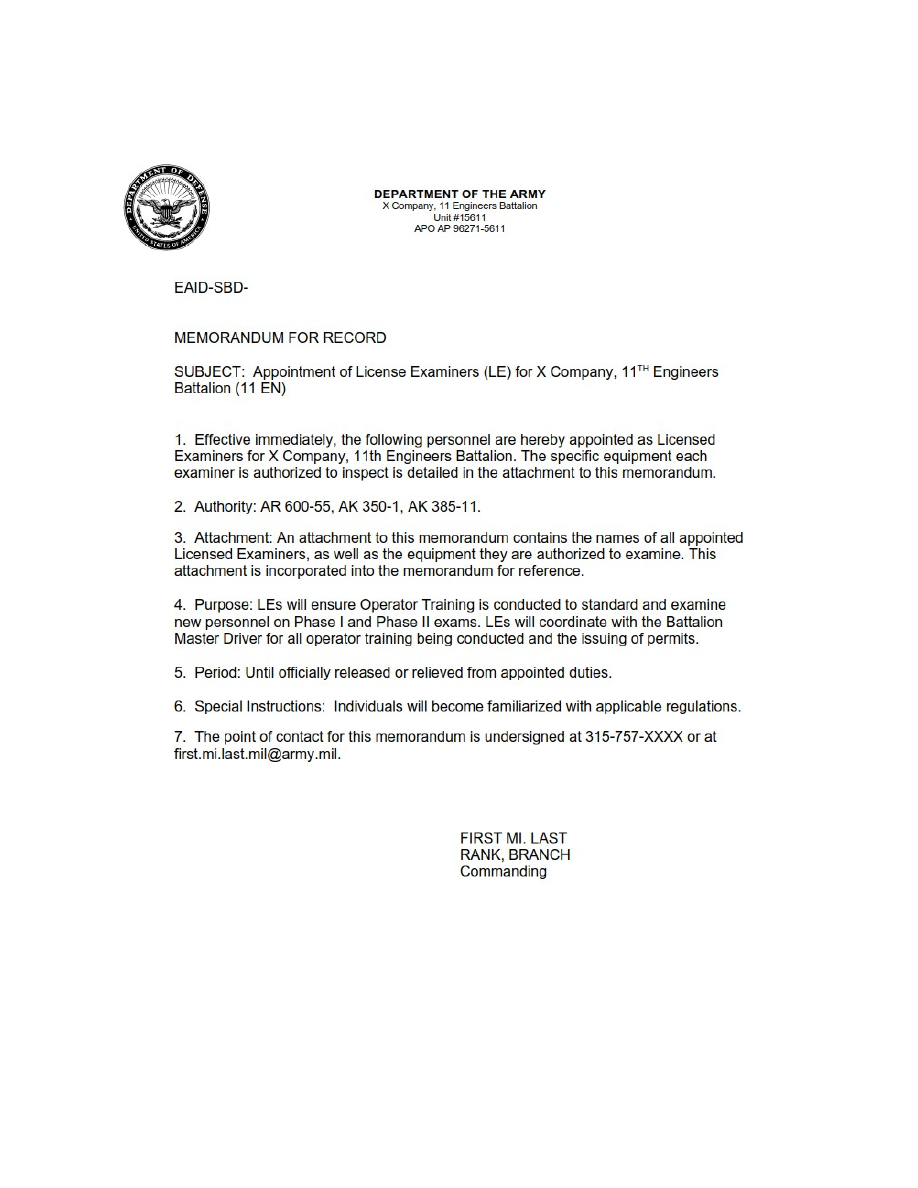 DEPARTMENT OF DEFENSE
UNITED STATES OF AMERICA
DEPARTMENT OF THE ARMY
X Company, 11 Engineers Battalion
Unit #15611
APO AP 96271-5611
EAID-SBD-
MEMORANDUM FOR RECORD
SUBJECT: Appointment of License Examiners (LE) for X Company, 11TH Engineers
Battalion (11 EN)
1. Effective immediately, the following personnel are hereby appointed as Licensed
Examiners for X Company, 11th Engineers Battalion. The specific equipment each
examiner is authorized to inspect is detailed in the attachment to this memorandum.
2. Authority: AR 600-55, AK 350-1, AK 385-11.
3. Attachment: An attachment to this memorandum contains the names of all appointed
Licensed Examiners, as well as the equipment they are authorized to examine. This
attachment is incorporated into the memorandum for reference.
4. Purpose: LEs will ensure Operator Training is conducted to standard and examine
new personnel on Phase I and Phase II exams. LEs will coordinate with the Battalion
Master Driver for all operator training being conducted and the issuing of permits.
5. Period: Until officially released or relieved from appointed duties.
6. Special Instructions: Individuals will become familiarized with applicable regulations.
7. The point of contact for this memorandum is undersigned at 315-757-XXXX or at
first.mi.last.mil@army.mil.
FIRST MI. LAST
RANK, BRANCH
Commanding